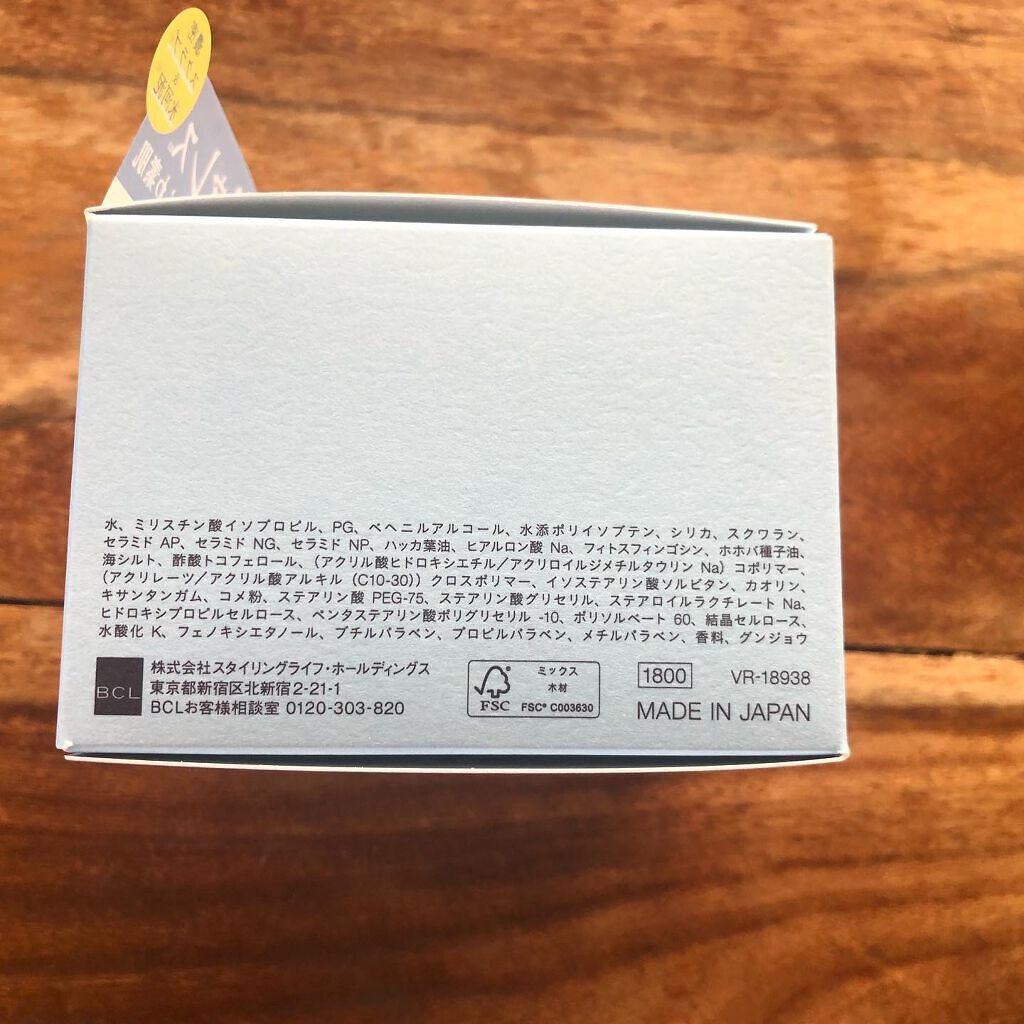 水、ミリスチン酸イソプロピル、PG、ベヘニルアルコール、水添ポリイソブテン、シリカ、スクワラン、
セラミド AP、セラミド NG、セラミド NP、ハッカ葉油、ヒアルロン酸 Na、フィトスフィンゴシン、ホホバ種子油、
海シルト、酢酸トコフェロール、(アクリル酸ヒドロキシエチル/アクリロイルジメチルタウリン Na) コポリマー、
(アクリレーツ/アクリル酸アルキル (C10-30)) クロスポリマー、イソステアリン酸ソルビタン、カオリン、
キサンタンガム、コメ粉、ステアリン酸 PEG-75、ステアリン酸グリセリル、ステアロイルラクチレート Na、
ヒドロキシプロピルセルロース、ペンタステアリン酸ポリグリセリル -10、ポリソルベート 60、結晶セルロース、
水酸化 K、フェノキシエタノール、ブチルパラベン、プロピルパラベン、メチルパラベン、香料、グンジョウ
BCL
株式会社スタイリングライフ・ホールディングス
東京都新宿区北新宿2-21-1
BCLお客様相談室 0120-303-820
FSC
ミックス
木材
FSC® C003630
1800
VR-18938
MADE IN JAPAN